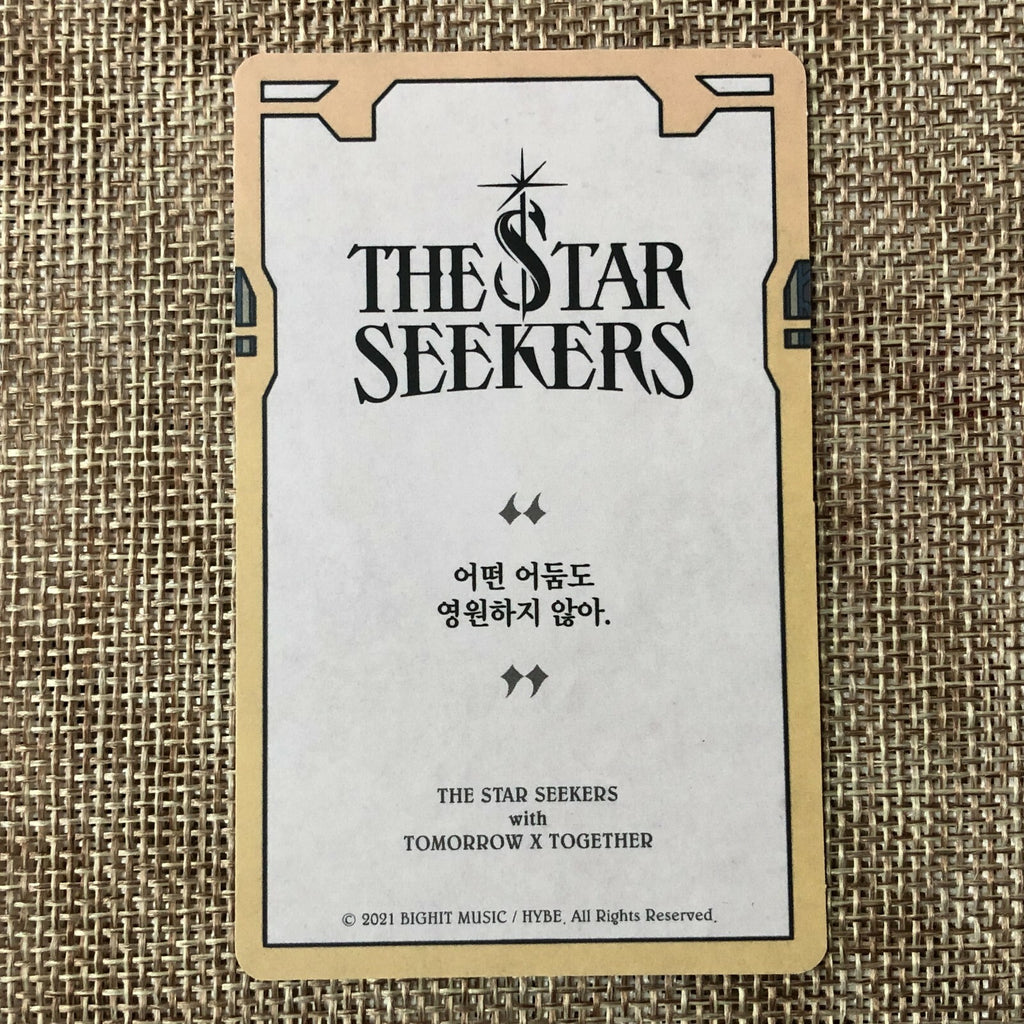 THE STAR
SEEKERS
“
어떤 어둠도
영원하지 않아.
”
THE STAR SEEKERS
with
TOMORROW X TOGETHER
© 2021 BIGHIT MUSIC / HYBE. All Rights Reserved.